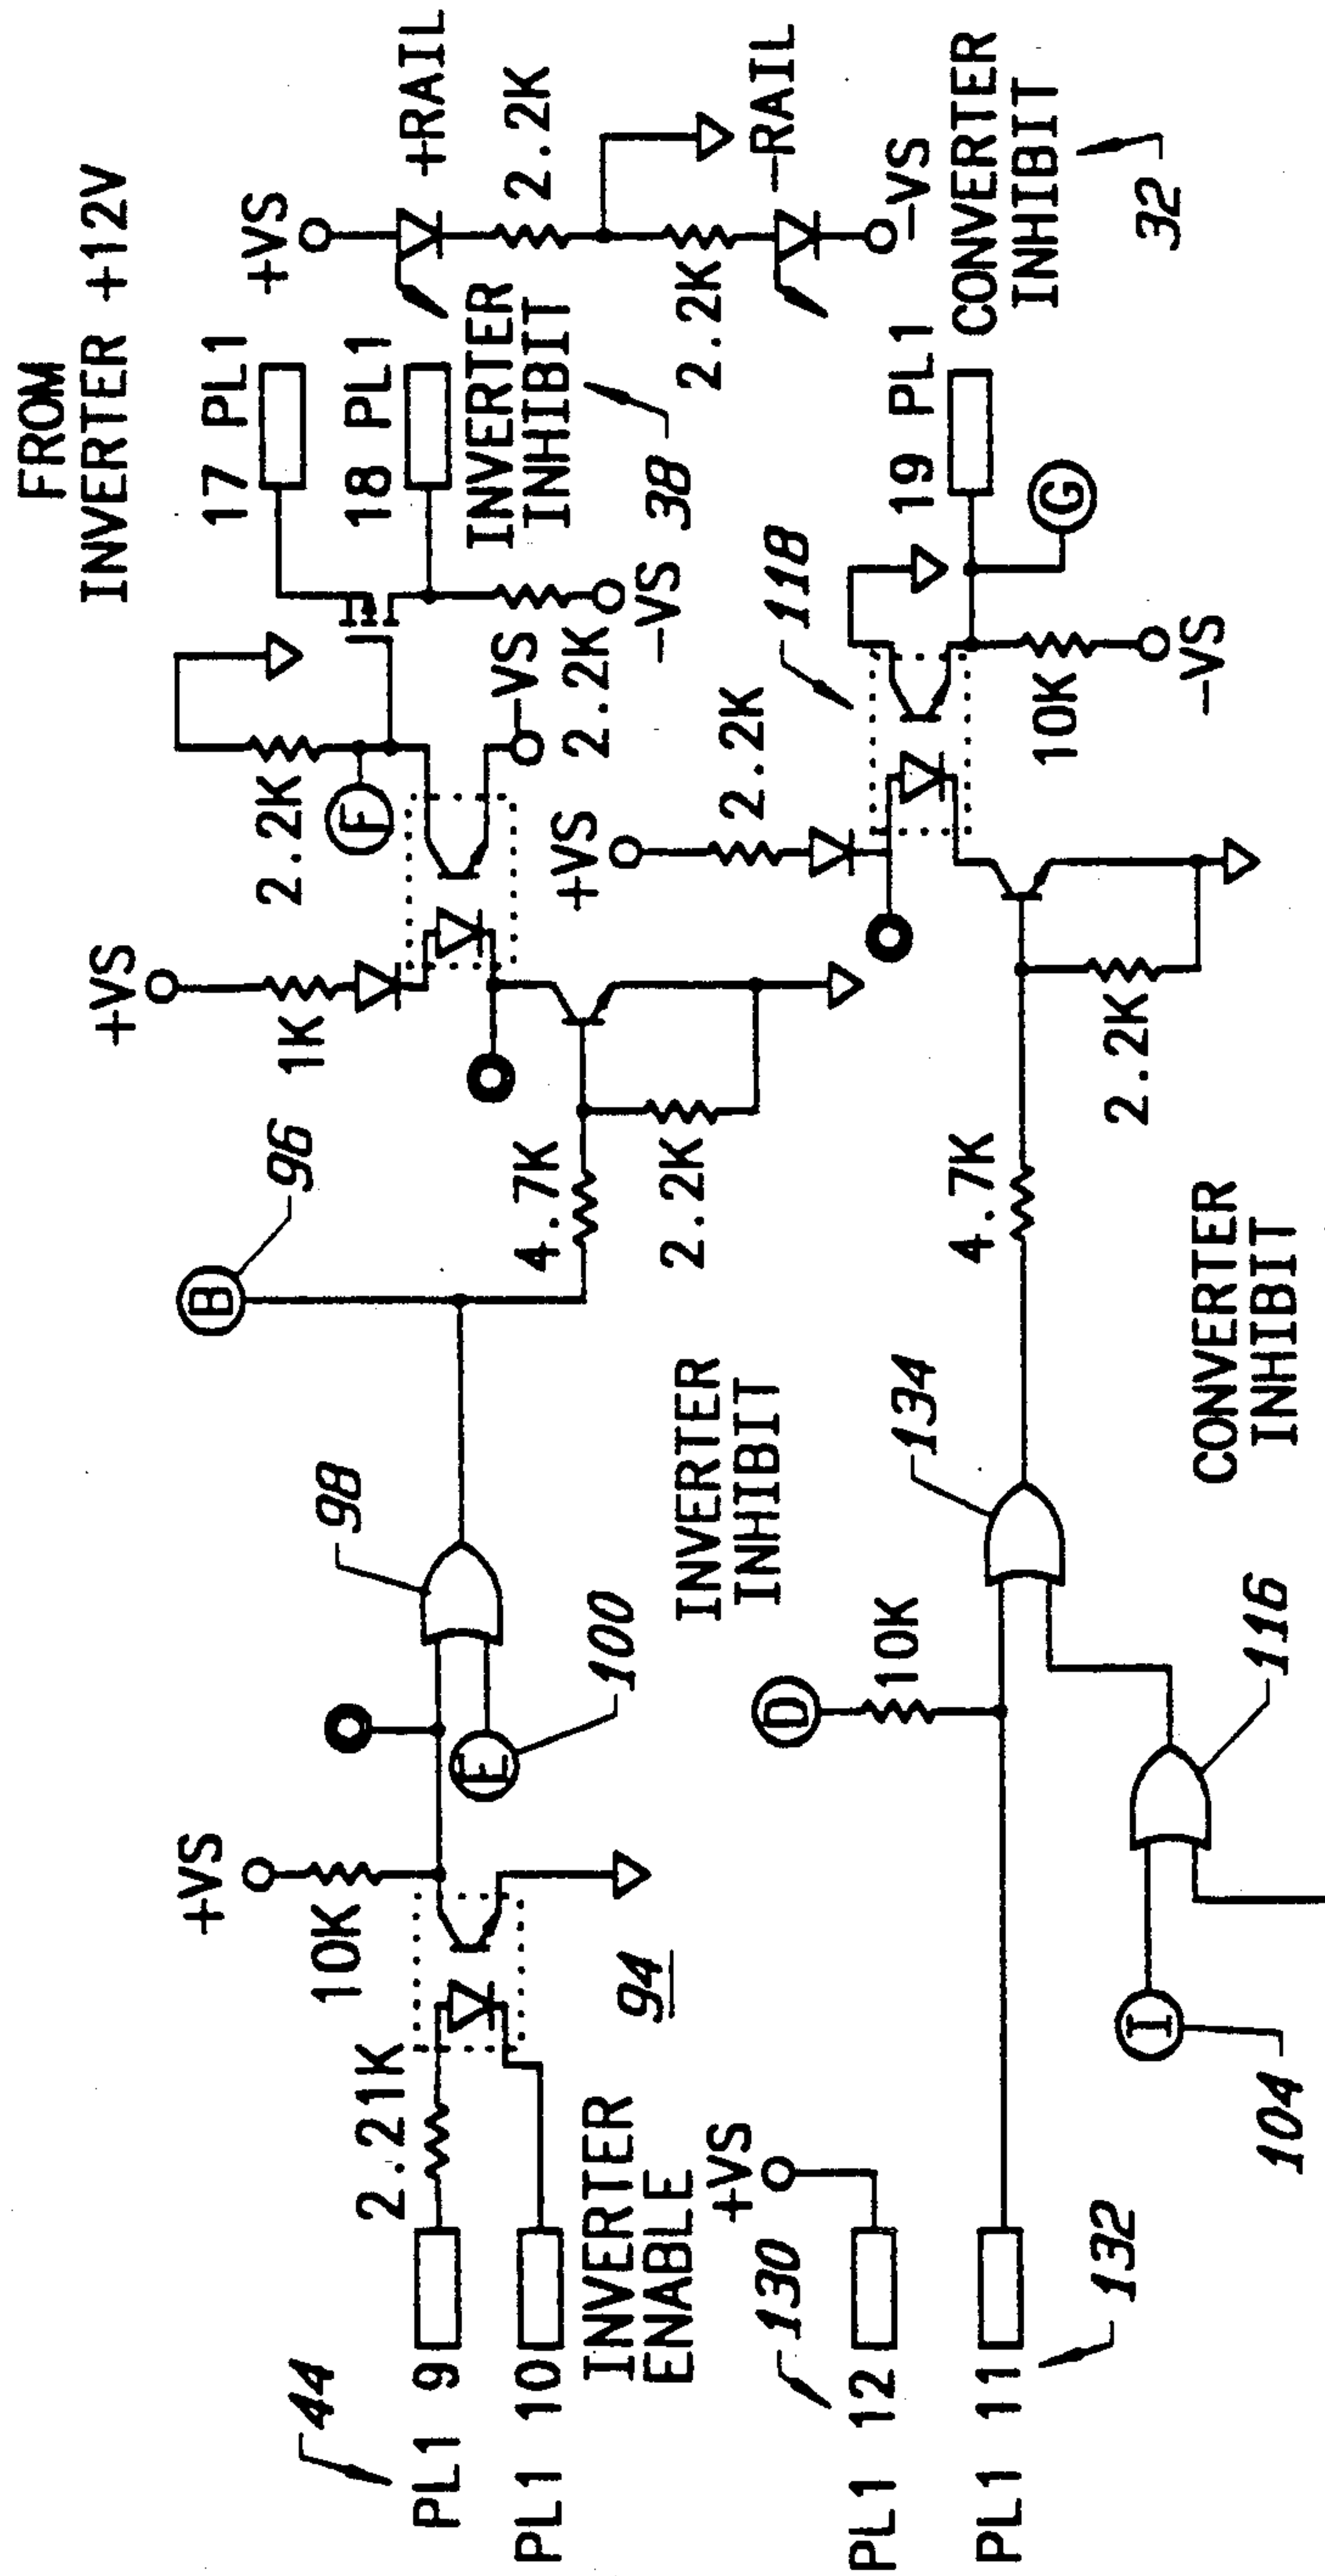 FROM
INVERTER +12V
17 PL1
18 PL1
INVERTER
INHIBIT
38
+VS
+RAIL
2.2K
2.2K
-RAIL
-VS
2.2K
F
-VS
2.2K
-VS
+VS
1K
B
96
4.7K
2.2K
98
E
100
INVERTER
INHIBIT
+VS
10K
2.21K
94
44
PL1 9
PL1 10
INVERTER
ENABLE
+VS
130
PL1 12
PL1 11
132
D
10K
134
4.7K
2.2K
+VS
2.2K
118
19 PL1
G
10K
-VS
CONVERTER
INHIBIT
32
CONVERTER
INHIBIT
116
I
104